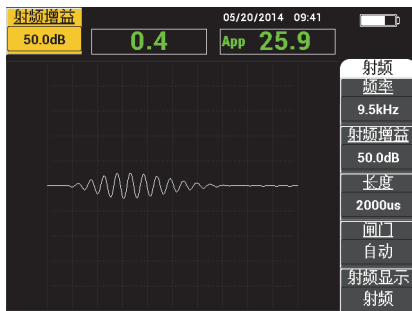 射频增益
50.0dB
05/20/2014 09:41
0.4
App 25.9
射频
频率
9.5kHz
射频增益
50.0dB
长度
2000us
闸门
自动
射频显示
射频